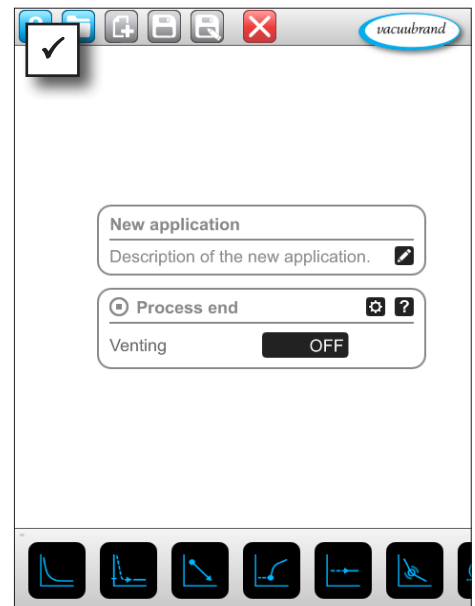 vacuubrand
New application
Description of the new application.
Process end
?
Venting
OFF